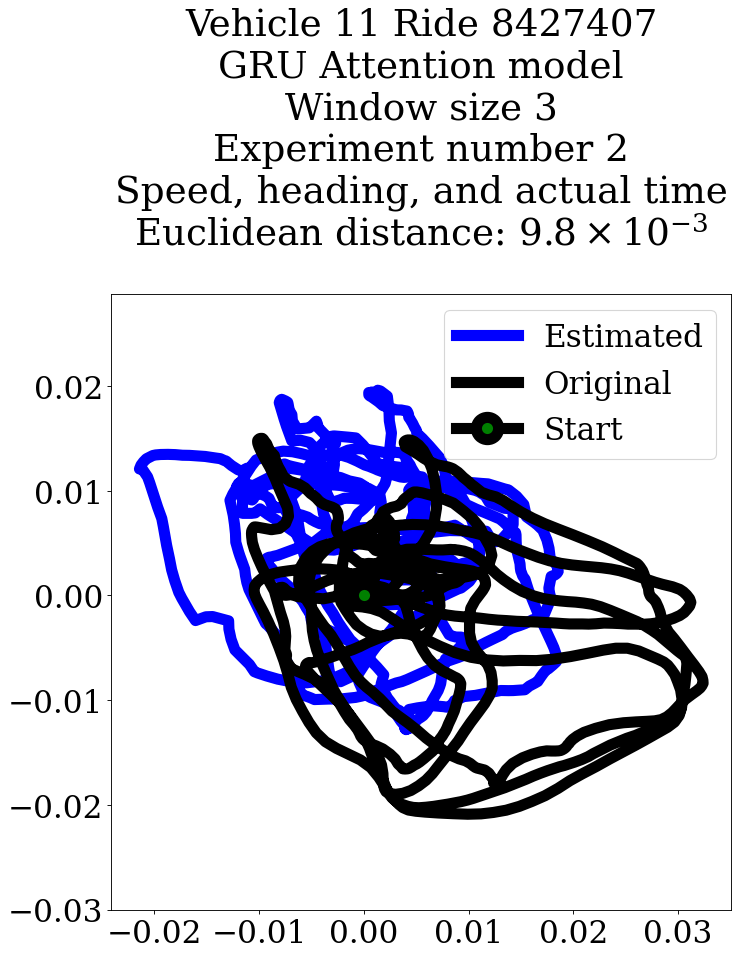 Vehicle 11 Ride 8427407
GRU Attention model
Window size 3
Experiment number 2
Speed, heading, and actual time
Euclidean distance: 9.8 × 10⁻³
Estimated
Original
Start
0.02
0.01
0.00
−0.01
−0.02
−0.03
−0.02 −0.01 0.00 0.01 0.02 0.03